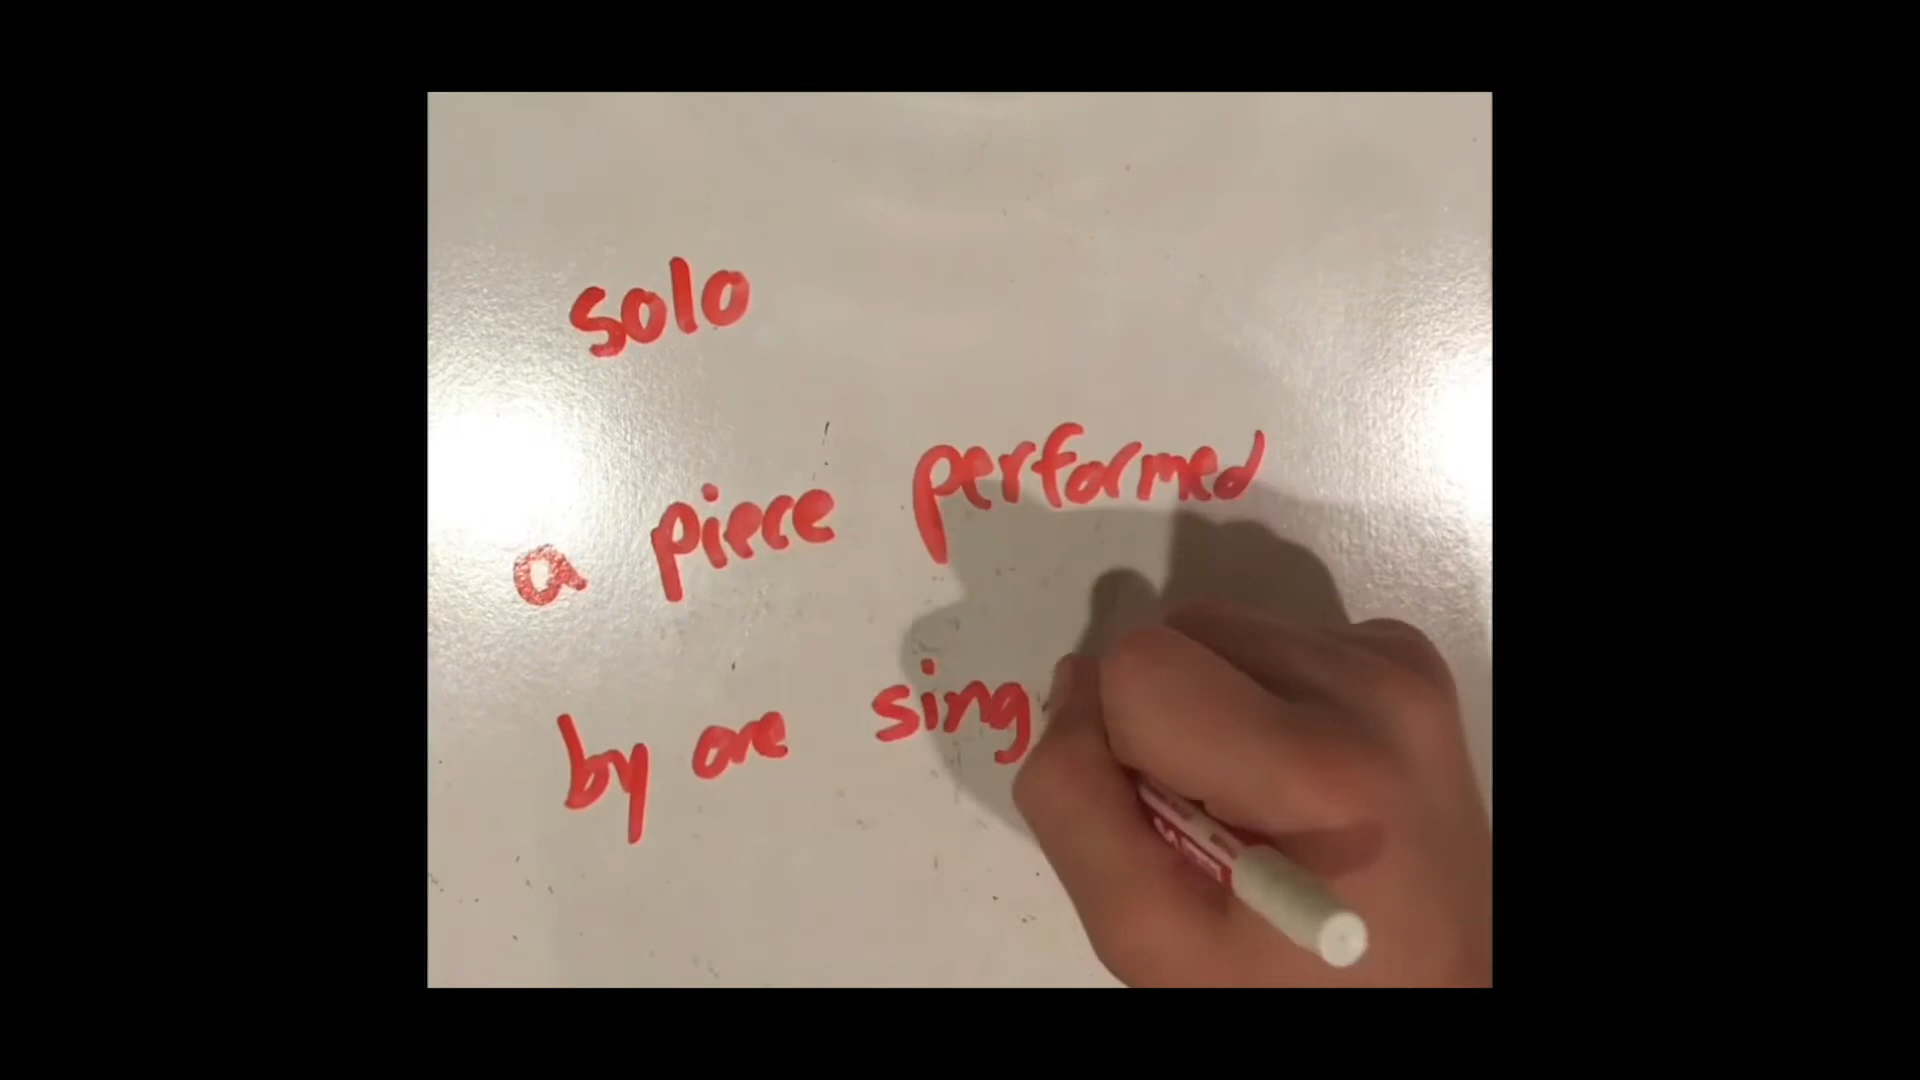 solo
a piece performed
by one sing